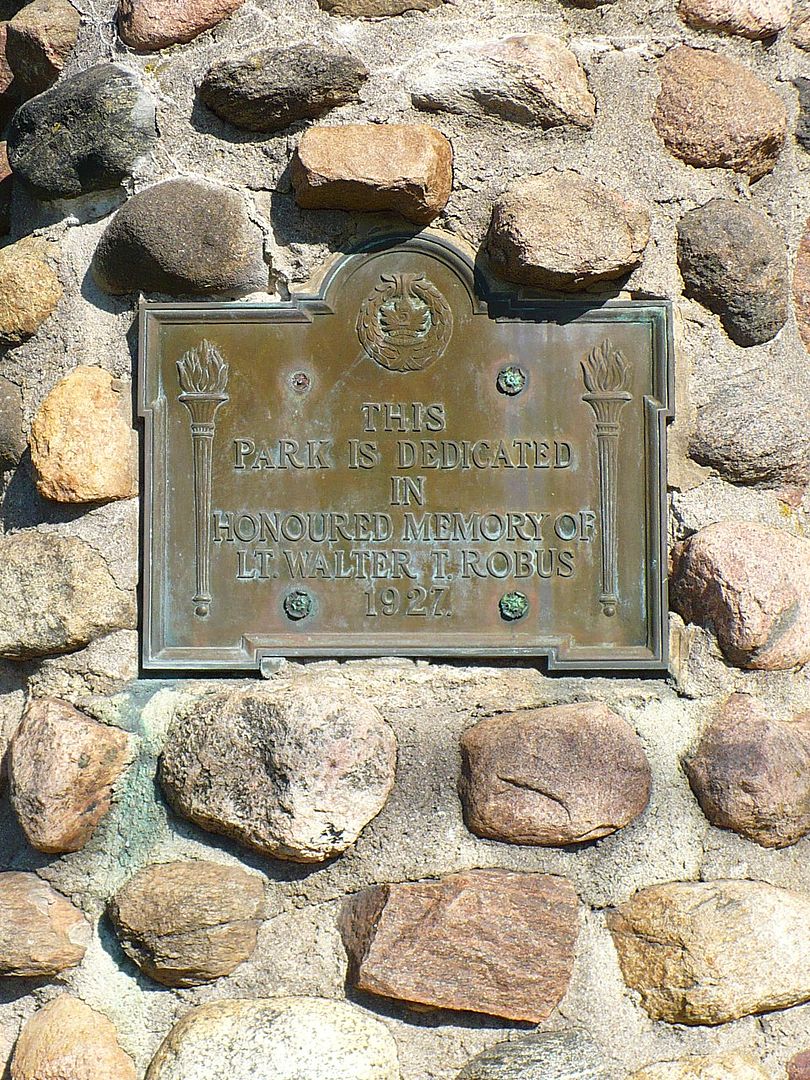 THIS
PARK IS DEDICATED
IN
HONOURED MEMORY OF
LT. WALTER T. ROBUS
1927.